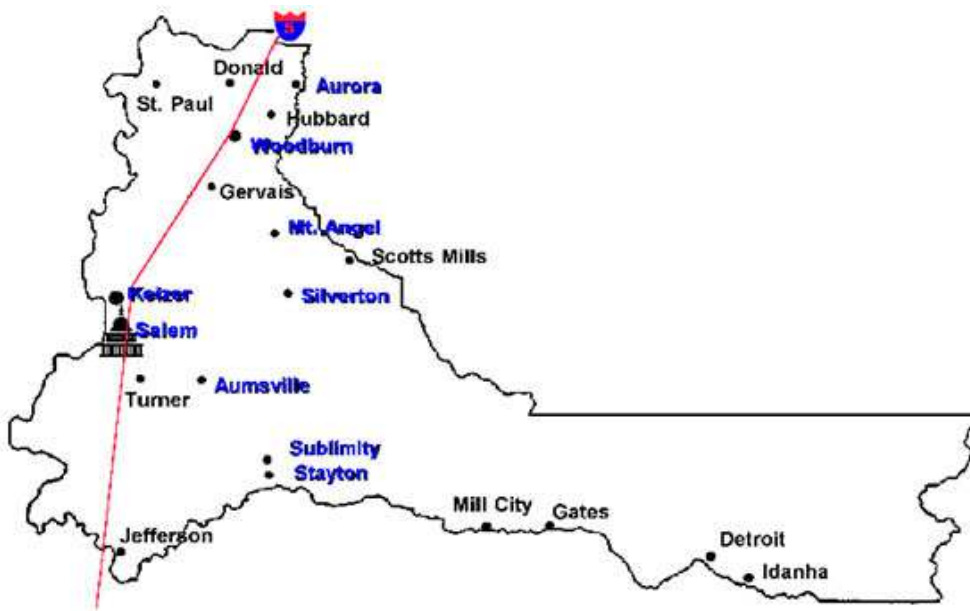 5
Donald
Aurora
St. Paul
Hubbard
Woodburn
Gervais
Mt. Angel
Scotts Mills
Keizer
Silverton
Salem
Turner
Aumsville
Sublimity
Stayton
Mill City
Gates
Jefferson
Detroit
Idanha